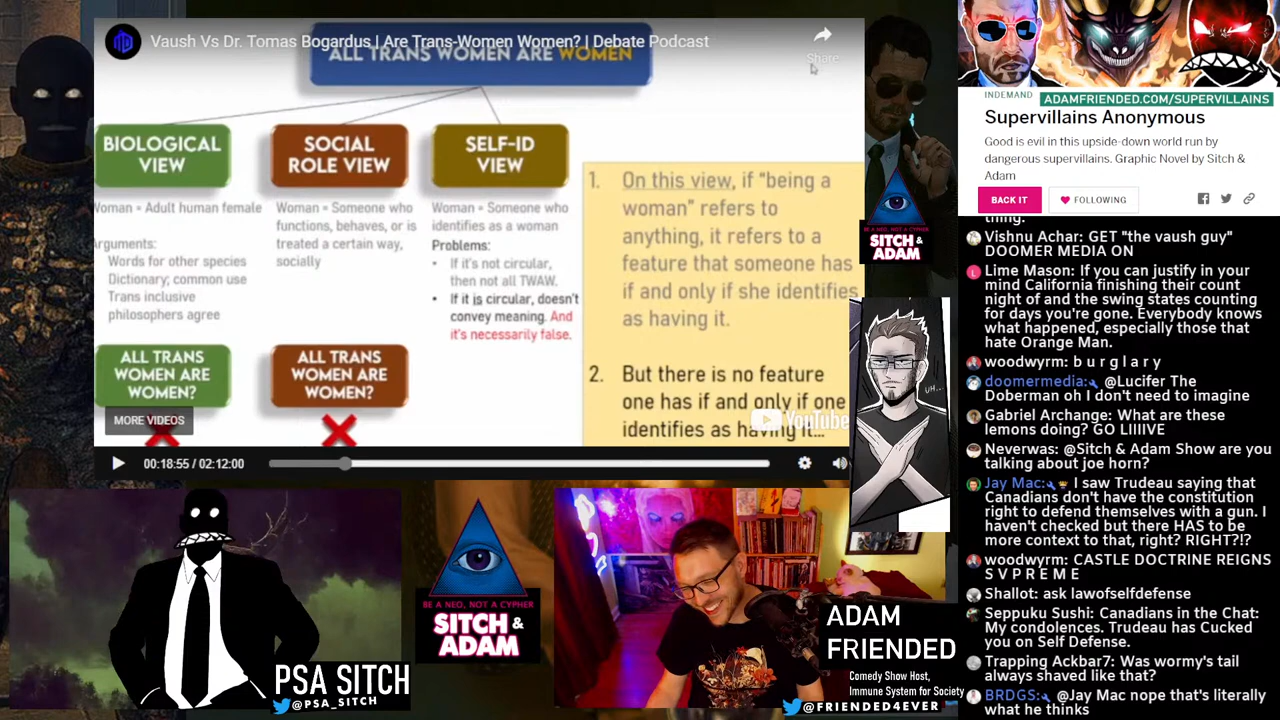 Vaush Vs Dr. Tomas Bogardus | Are Trans-Women Women? | Debate Podcast
Share
ALL TRANS WOMEN ARE WOMEN
BIOLOGICAL
VIEW
Woman = Adult human female
Arguments:
Words for other species
Dictionary; common use
Trans inclusive
philosophers agree
ALL TRANS
WOMEN ARE
WOMEN?
SOCIAL
ROLE VIEW
Woman = Someone who
functions, behaves, or is
treated a certain way,
socially
ALL TRANS
WOMEN ARE
WOMEN?
SELF-ID
VIEW
Woman = Someone who
identifies as a woman
Problems:
• If it's not circular,
then not all TWAW.
• If it is circular, doesn't
convey meaning. And
it's necessarily false.
1. On this view, if “being a
woman” refers to
anything, it refers to a
feature that someone has
if and only if she identifies
as having it.
2. But there is no feature
one has if and only if one
identifies as having it...
MORE VIDEOS
YouTube
00:18:55 / 02:12:00
BE A NEO, NOT A CYPHER
SITCH &
ADAM
UH...
PSA SITCH
@PSA_SITCH
BE A NEO, NOT A CYPHER
SITCH &
ADAM
ADAM
FRIENDED
Comedy Show Host,
Immune System for Society
@FRIENDED4EVER
INDEMAND
ADAMFRIENDED.COM/SUPERVILLAINS
Supervillains Anonymous
Good is evil in this upside-down world run by
dangerous supervillains. Graphic Novel by Sitch &
Adam
BACK IT
FOLLOWING
thing.
Vishnu Achar: GET "the vaush guy"
DOOMER MEDIA ON
Lime Mason: If you can justify in your
mind California finishing their count
night of and the swing states counting
for days you're gone. Everybody knows
what happened, especially those that
hate Orange Man.
woodwyrm: b u r g l a r y
doomermedia: @Lucifer The
Doberman oh I don't need to imagine
Gabriel Archange: What are these
lemons doing? GO LIIIIVE
Neverwas: @Sitch & Adam Show are you
talking about joe horn?
Jay Mac: I saw Trudeau saying that
Canadians don't have the constitution
right to defend themselves with a gun. I
haven't checked but there HAS to be
more context to that, right? RIGHT?!?
woodwyrm: CASTLE DOCTRINE REIGNS
S V P R E M E
Shallot: ask lawofselfdefense
Seppuku Sushi: Canadians in the Chat:
My condolences. Trudeau has Cucked
you on Self Defense.
Trapping Ackbar7: Was wormy's tail
always shaved like that?
BRDGS: @Jay Mac nope that's literally
what he thinks